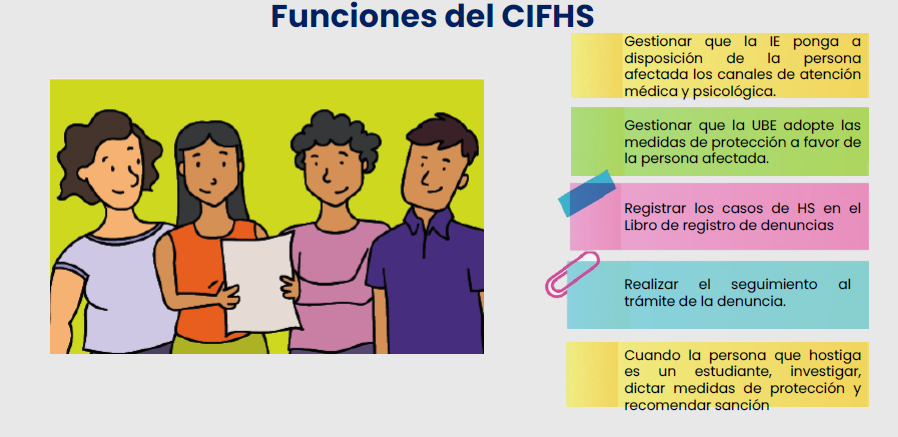 Funciones del CIFHS
Gestionar que la IE ponga a
disposición de la persona
afectada los canales de atención
médica y psicológica.
Gestionar que la UBE adopte las
medidas de protección a favor de
la persona afectada.
Registrar los casos de HS en el
Libro de registro de denuncias
Realizar el seguimiento al
trámite de la denuncia.
Cuando la persona que hostiga
es un estudiante, investigar,
dictar medidas de protección y
recomendar sanción